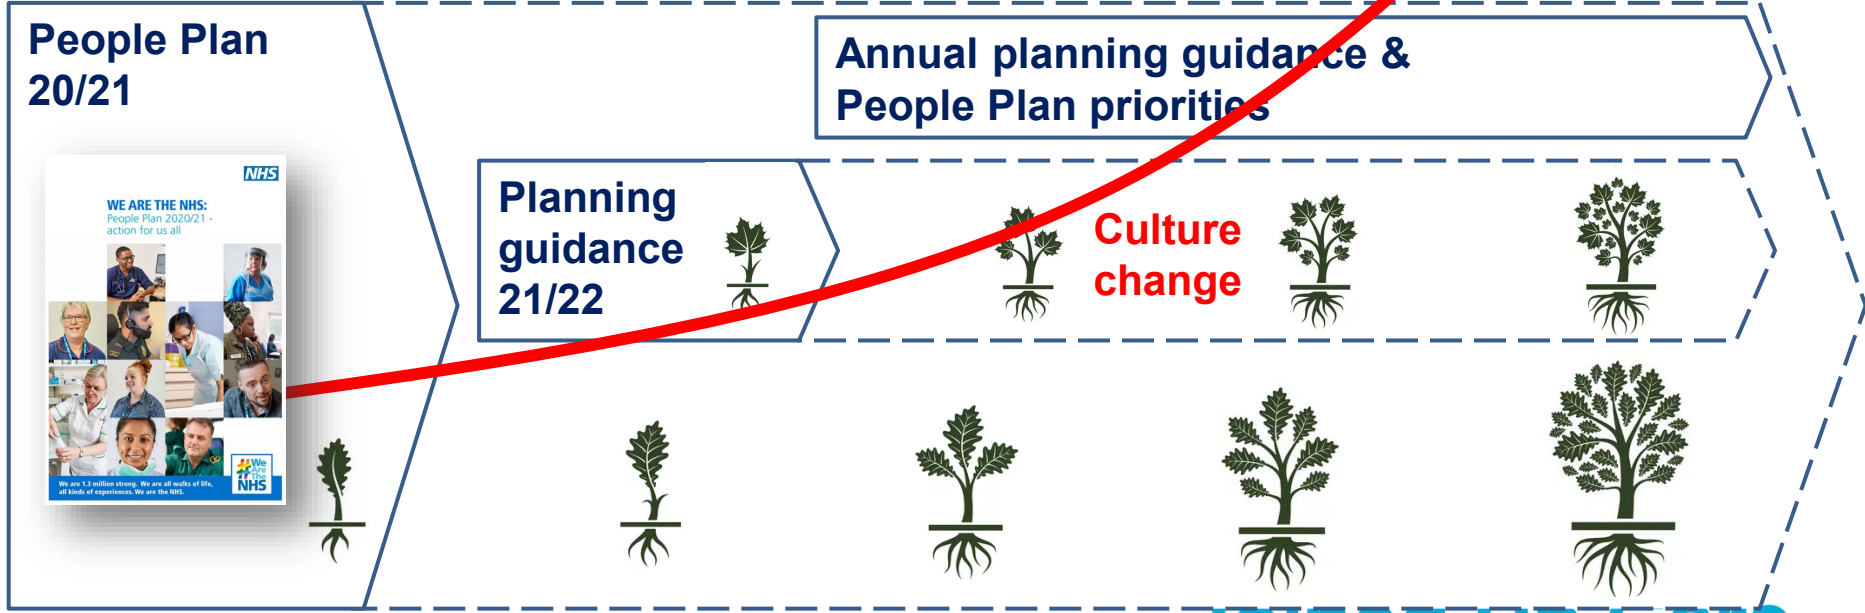 People Plan
20/21
NHS
WE ARE THE NHS:
People Plan 2020/21 -
action for us all
We are 1.3 million strong. We are all walks of life,
all kinds of experiences. We are the NHS.
#We
Are
The
NHS
Annual planning guidance &
People Plan priorities
Planning
guidance
21/22
Culture
change